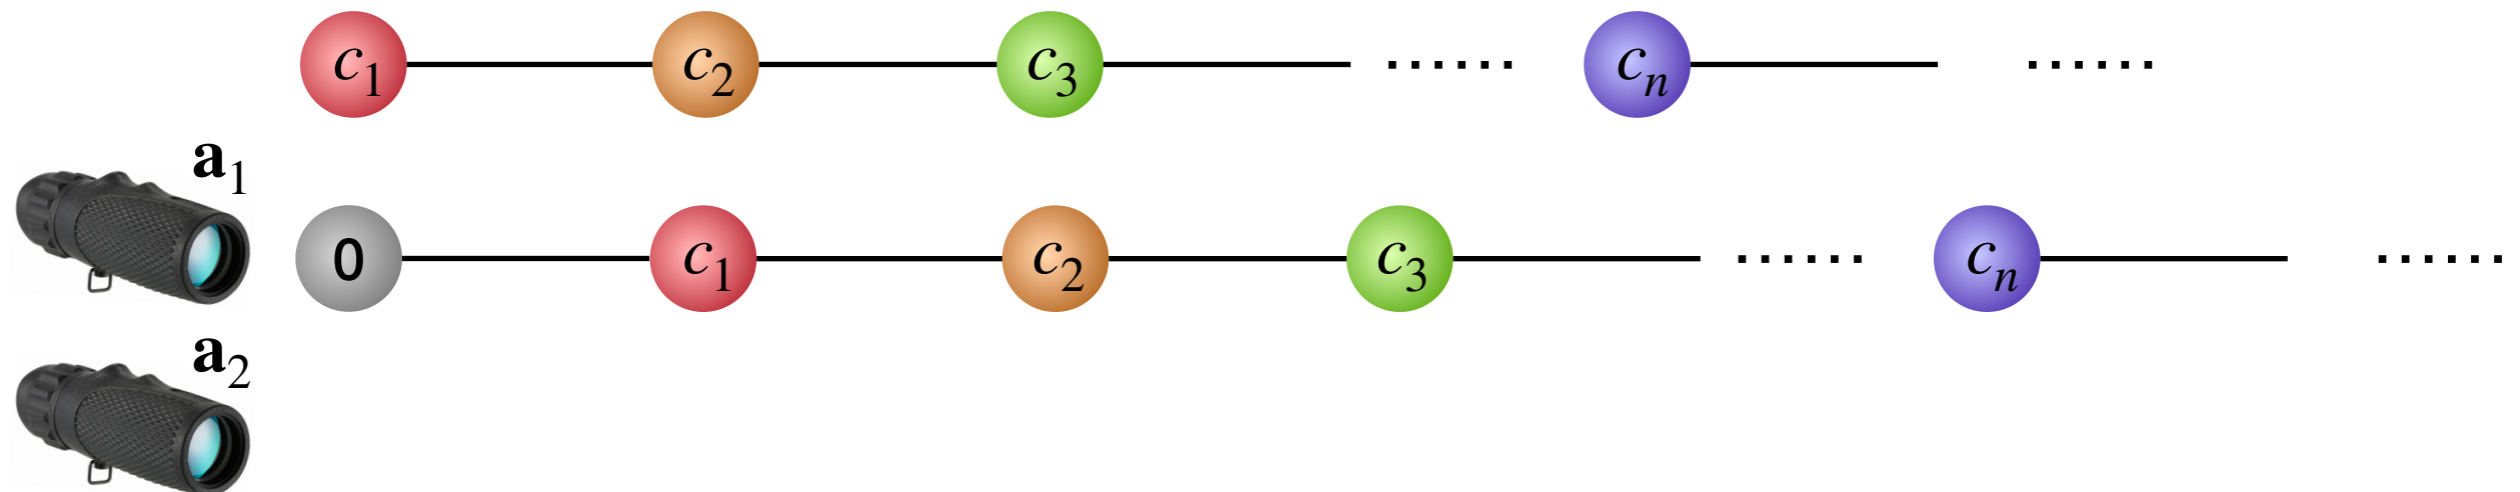 c₁ c₂ c₃ ...... cₙ ......
a₁
0 c₁ c₂ c₃ ...... cₙ ......
a₂